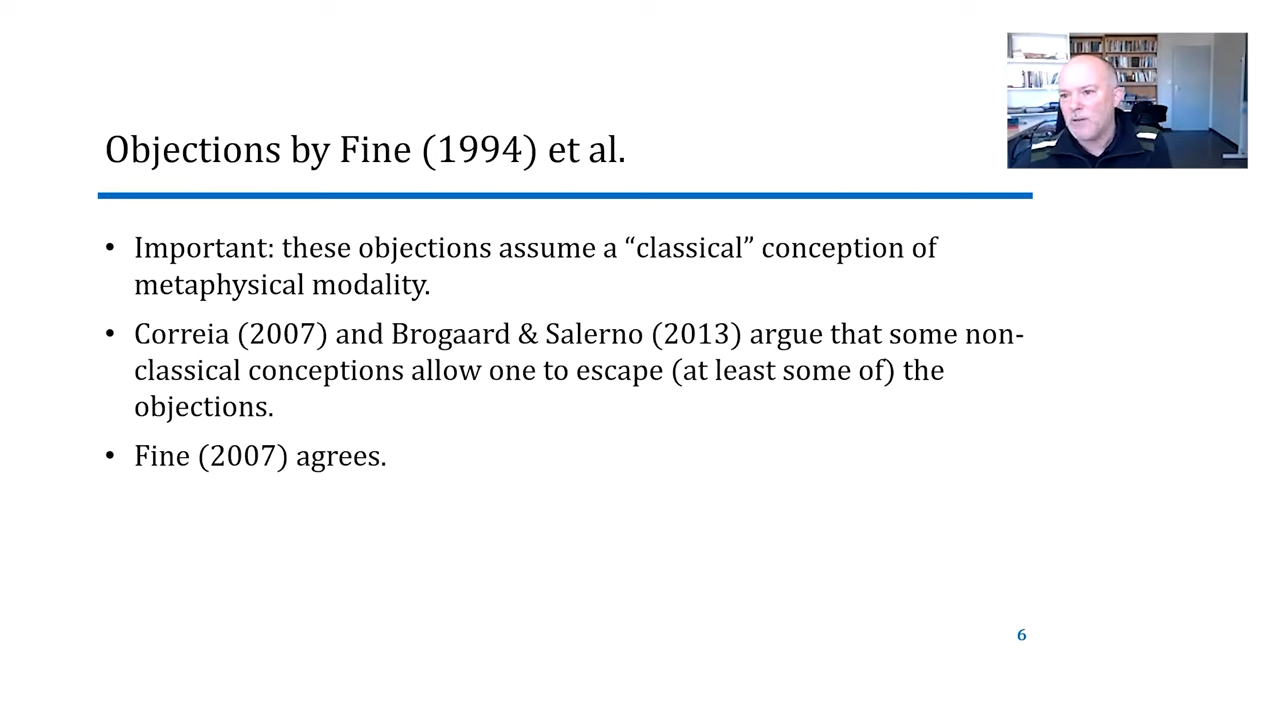 Objections by Fine (1994) et al.
• Important: these objections assume a “classical” conception of
metaphysical modality.
• Correia (2007) and Brogaard & Salerno (2013) argue that some non-
classical conceptions allow one to escape (at least some of) the
objections.
• Fine (2007) agrees.
6